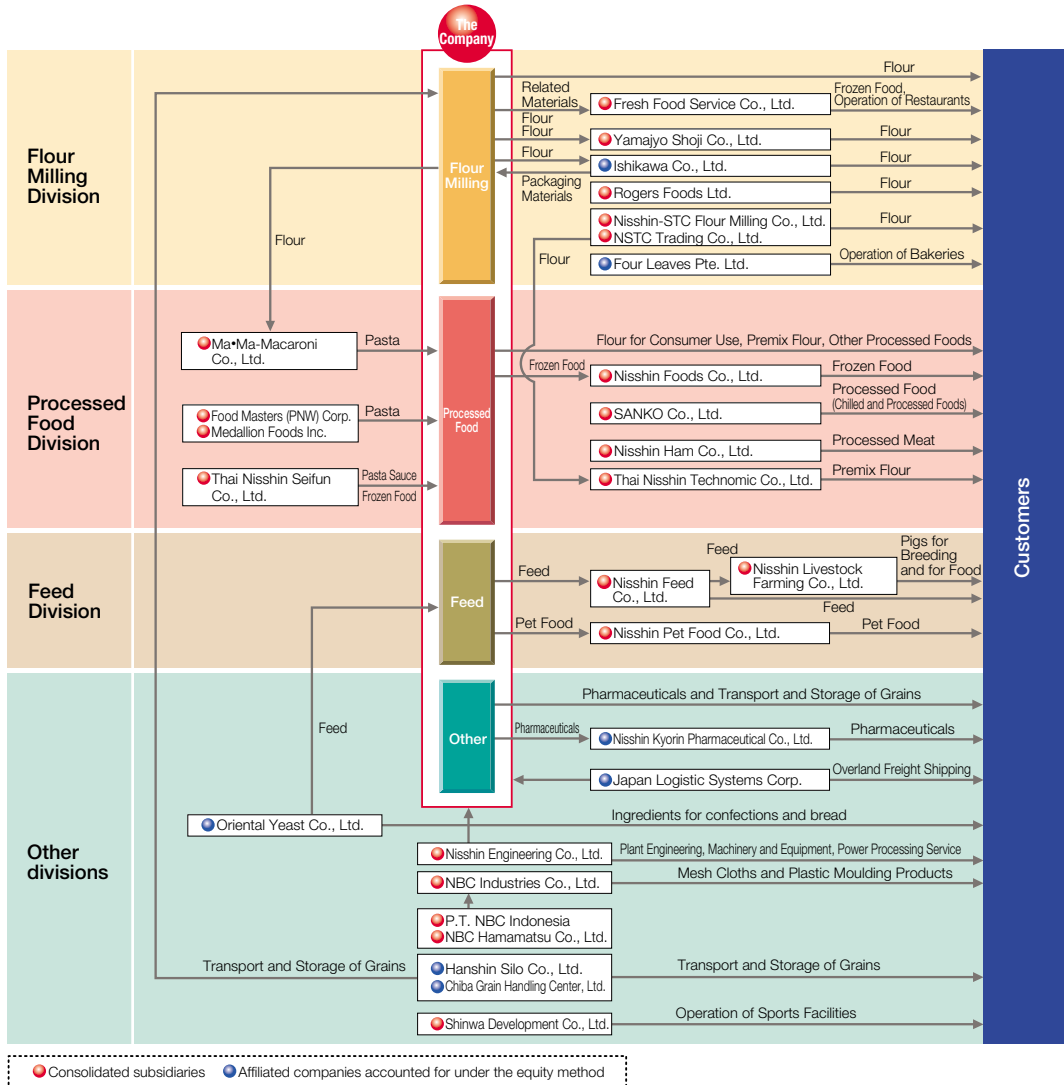 The
Company
Flour
Milling
Division
Flour
Milling
Flour
Related
Materials
Flour
Fresh Food Service Co., Ltd.
Frozen Food,
Operation of Restaurants
Flour
Yamajyo Shoji Co., Ltd.
Flour
Flour
Ishikawa Co., Ltd.
Flour
Packaging
Materials
Rogers Foods Ltd.
Flour
Nisshin-STC Flour Milling Co., Ltd.
NSTC Trading Co., Ltd.
Flour
Flour
Flour
Four Leaves Pte. Ltd.
Operation of Bakeries
Processed
Food
Division
Ma•Ma-Macaroni
Co., Ltd.
Pasta
Food Masters (PNW) Corp.
Medallion Foods Inc.
Pasta
Thai Nisshin Seifun
Co., Ltd.
Pasta Sauce
Frozen Food
Processed
Food
Flour for Consumer Use, Premix Flour, Other Processed Foods
Frozen Food
Nisshin Foods Co., Ltd.
Frozen Food
SANKO Co., Ltd.
Processed Food
(Chilled and Processed Foods)
Nisshin Ham Co., Ltd.
Processed Meat
Thai Nisshin Technomic Co., Ltd.
Premix Flour
Customers
Feed
Division
Feed
Feed
Nisshin Feed
Co., Ltd.
Feed
Nisshin Livestock
Farming Co., Ltd.
Pigs for
Breeding
and for Food
Feed
Pet Food
Nisshin Pet Food Co., Ltd.
Pet Food
Other
divisions
Feed
Other
Pharmaceuticals and Transport and Storage of Grains
Pharmaceuticals
Nisshin Kyorin Pharmaceutical Co., Ltd.
Pharmaceuticals
Japan Logistic Systems Corp.
Overland Freight Shipping
Oriental Yeast Co., Ltd.
Ingredients for confections and bread
Nisshin Engineering Co., Ltd.
Plant Engineering, Machinery and Equipment, Power Processing Service
NBC Industries Co., Ltd.
Mesh Cloths and Plastic Moulding Products
P.T. NBC Indonesia
NBC Hamamatsu Co., Ltd.
Transport and Storage of Grains
Hanshin Silo Co., Ltd.
Chiba Grain Handling Center, Ltd.
Transport and Storage of Grains
Shinwa Development Co., Ltd.
Operation of Sports Facilities
Consolidated subsidiaries
Affiliated companies accounted for under the equity method